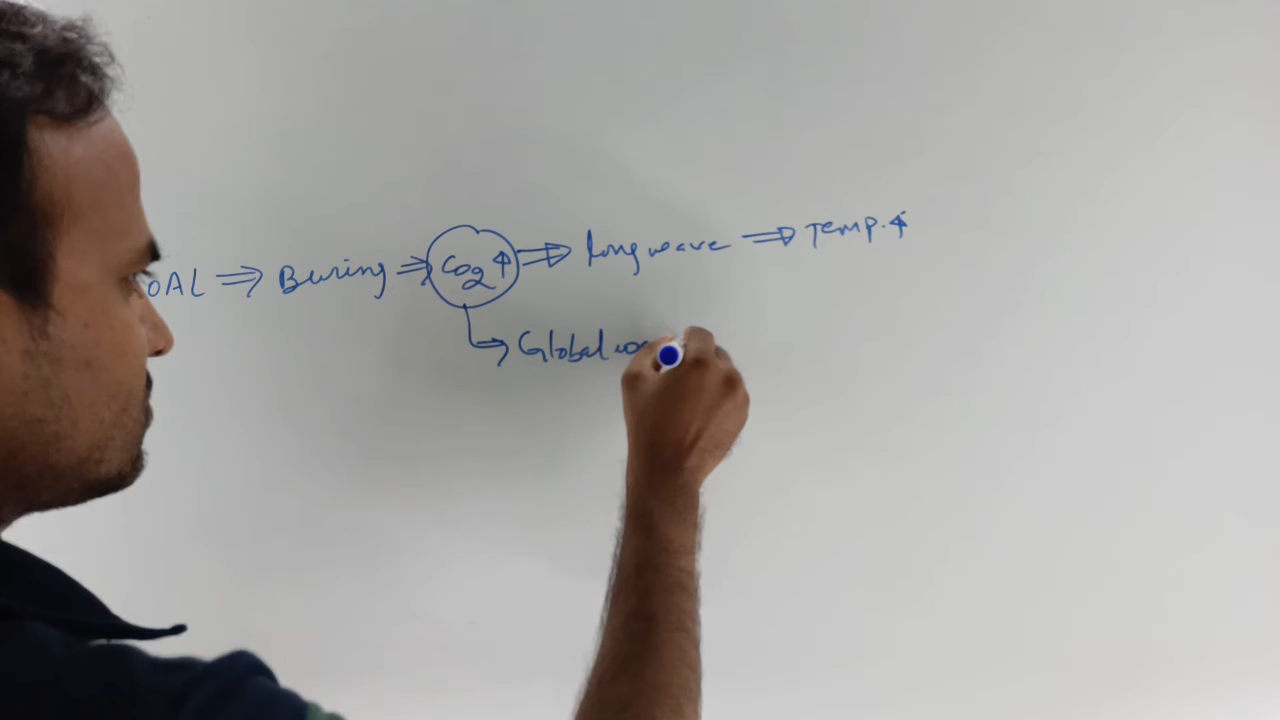 OAL ⇒ Buring ⇒ CO2 ↑ ⇒ longwave ⇒ Temp. ↑
→ Global